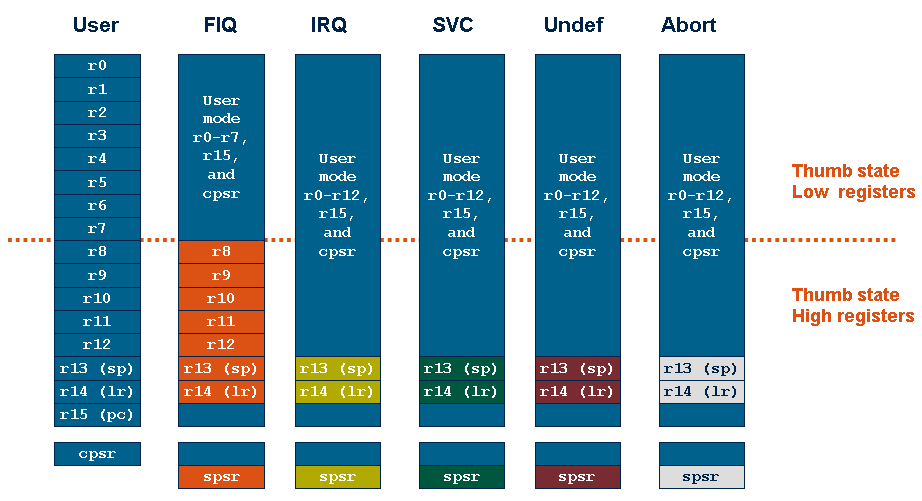 User
FIQ
IRQ
SVC
Undef
Abort
r0
r1
r2
r3
r4
r5
r6
r7
r8
r9
r10
r11
r12
r13 (sp)
r14 (lr)
r15 (pc)
cpsr
User
mode
r0-r7,
r15,
and
cpsr
r8
r9
r10
r11
r12
r13 (sp)
r14 (lr)
spsr
User
mode
r0-r12,
r15,
and
cpsr
r13 (sp)
r14 (lr)
spsr
User
mode
r0-r12,
r15,
and
cpsr
r13 (sp)
r14 (lr)
spsr
User
mode
r0-r12,
r15,
and
cpsr
r13 (sp)
r14 (lr)
spsr
User
mode
r0-r12,
r15,
and
cpsr
r13 (sp)
r14 (lr)
spsr
Thumb state
Low registers
Thumb state
High registers